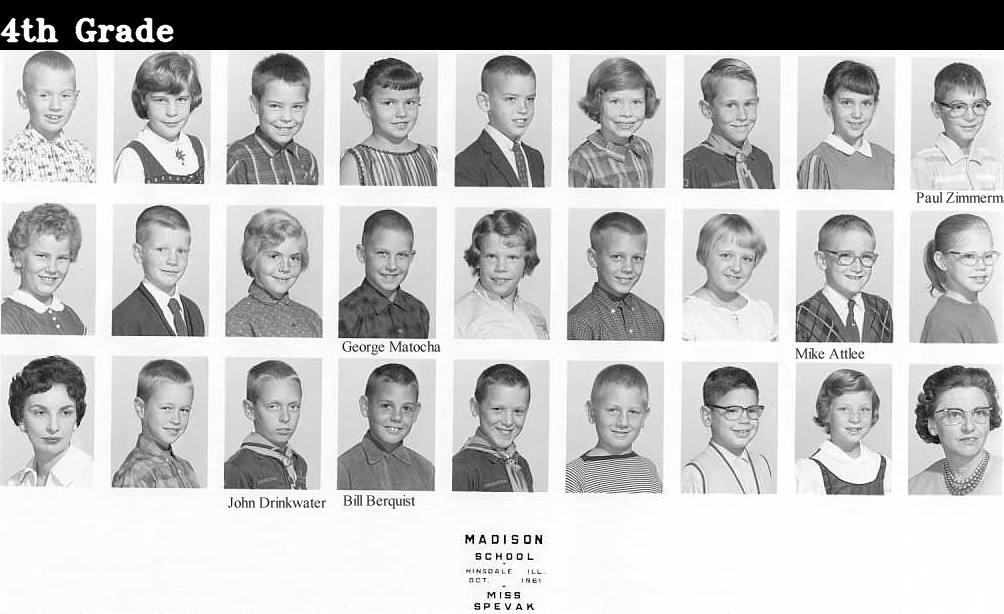 4th Grade
Paul Zimmerm
George Matocha
Mike Attlee
John Drinkwater
Bill Berquist
MADISON
SCHOOL
HINSDALE ILL.
OCT. 1961
MISS
SPEVAK